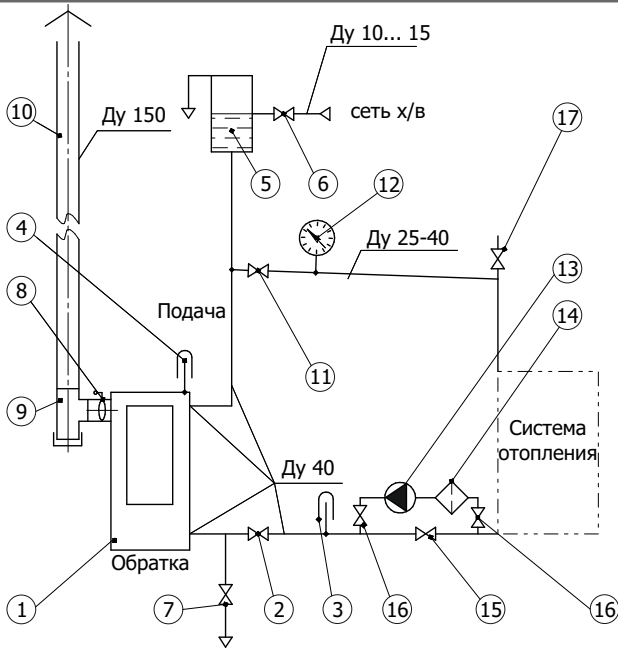 Ду 10... 15
10
Ду 150
сеть х/в
17
5
6
12
4
Ду 25-40
13
8
Подача
14
11
9
Система
отопления
Ду 40
Обратка
1
7
2
3
16
15
16